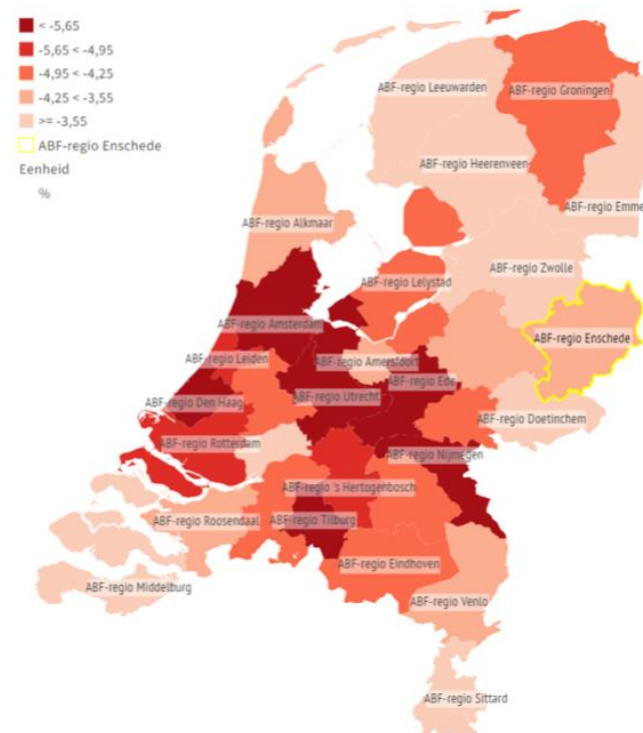 < -5,65
-5,65 < -4,95
-4,95 < -4,25
-4,25 < -3,55
>= -3,55
ABF-regio Enschede
Eenheid
%
ABF-regio Leeuwarden
ABF-regio Groningen
ABF-regio Heerenveen
ABF-regio Emme
ABF-regio Alkmaar
ABF-regio Zwolle
ABF-regio Lelystad
ABF-regio Amsterdam
ABF-regio Enschede
ABF-regio Leiden
ABF-regio Amersfoort
ABF-regio Ede
ABF-regio Den Haag
ABF-regio Utrecht
ABF-regio Doetinchem
ABF-regio Rotterdam
ABF-regio Nijmegen
ABF-regio 's Hertogenbosch
ABF-regio Roosendaal
ABF-regio Tilburg
ABF-regio Eindhoven
ABF-regio Middelburg
ABF-regio Venlo
ABF-regio Sittard